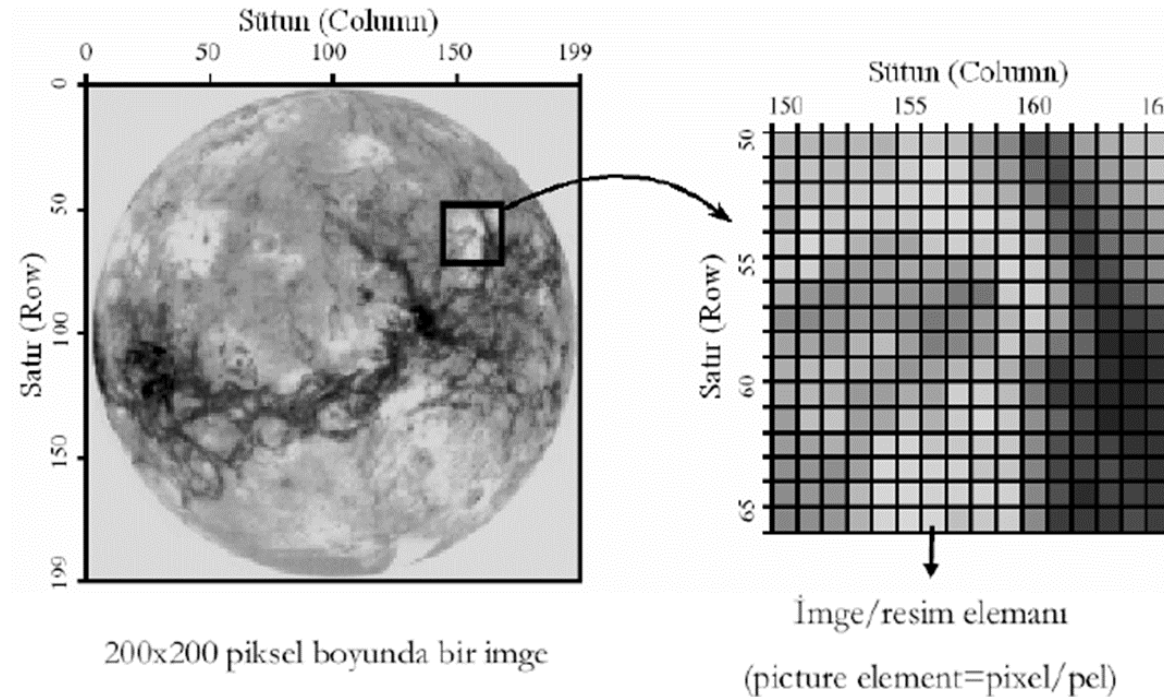 Sütun (Column)
0 50 100 150 199
0
50
100
150
199
Satır (Row)
200x200 piksel boyunda bir imge
Sütun (Column)
150 155 160 16
50
55
60
65
Satır (Row)
İmge/resim elemanı
(picture element=pixel/pel)